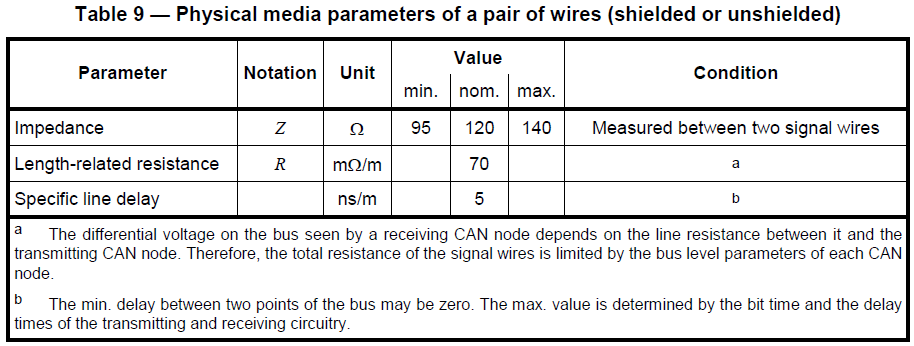 Table 9 — Physical media parameters of a pair of wires (shielded or unshielded)
Parameter Notation Unit Value Condition
min. nom. max.
Impedance Z Ω 95 120 140 Measured between two signal wires
Length-related resistance R mΩ/m 70 a
Specific line delay ns/m 5 b
a The differential voltage on the bus seen by a receiving CAN node depends on the line resistance between it and the
transmitting CAN node. Therefore, the total resistance of the signal wires is limited by the bus level parameters of each CAN
node.
b The min. delay between two points of the bus may be zero. The max. value is determined by the bit time and the delay
times of the transmitting and receiving circuitry.